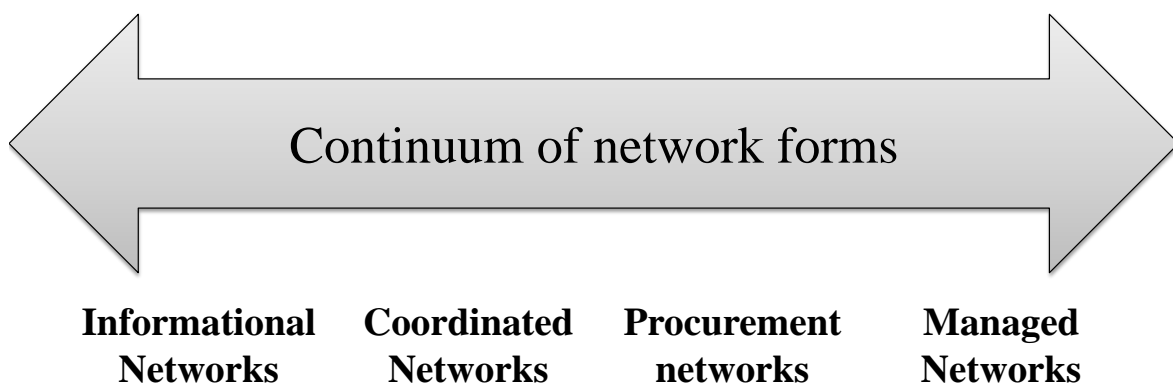 Continuum of network forms
Informational Coordinated Procurement Managed
Networks Networks networks Networks